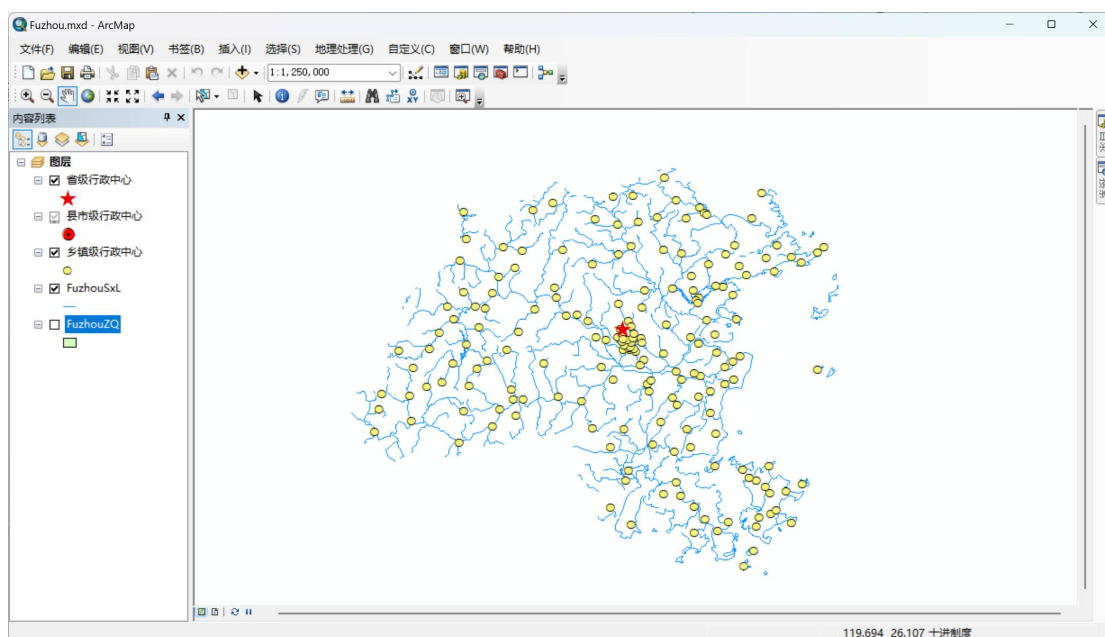 Fuzhou.mxd - ArcMap
文件(F) 编辑(E) 视图(V) 书签(B) 插入(I) 选择(S) 地理处理(G) 自定义(C) 窗口(W) 帮助(H)
1:1,250,000
内容列表
图层
省级行政中心
县市级行政中心
乡镇级行政中心
FuzhouSxL
FuzhouZQ
119.694 26.107 十进制度